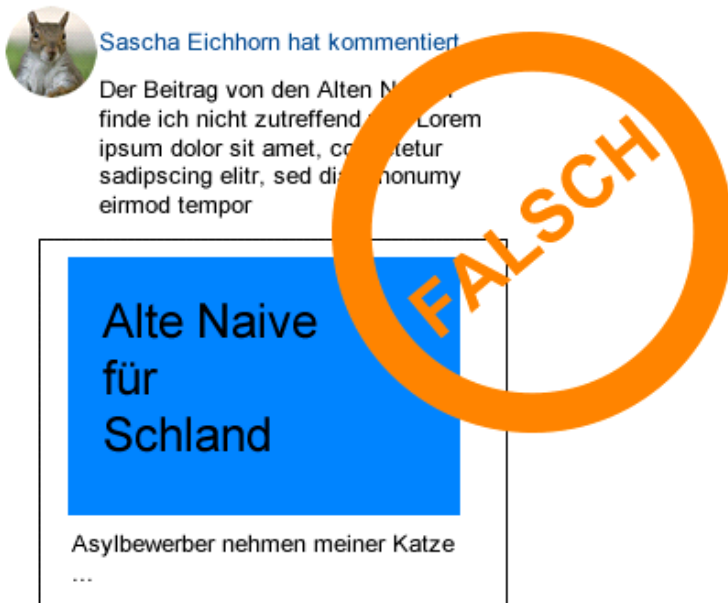 Sascha Eichhorn hat kommentiert
Der Beitrag von den Alten
finde ich nicht zutreffend Lorem
ipsum dolor sit amet,
sadipscing elitr, sed
eirmod tempor
FALSCH
Alte Naive
für
Schland
Asylbewerber nehmen meiner Katze
...